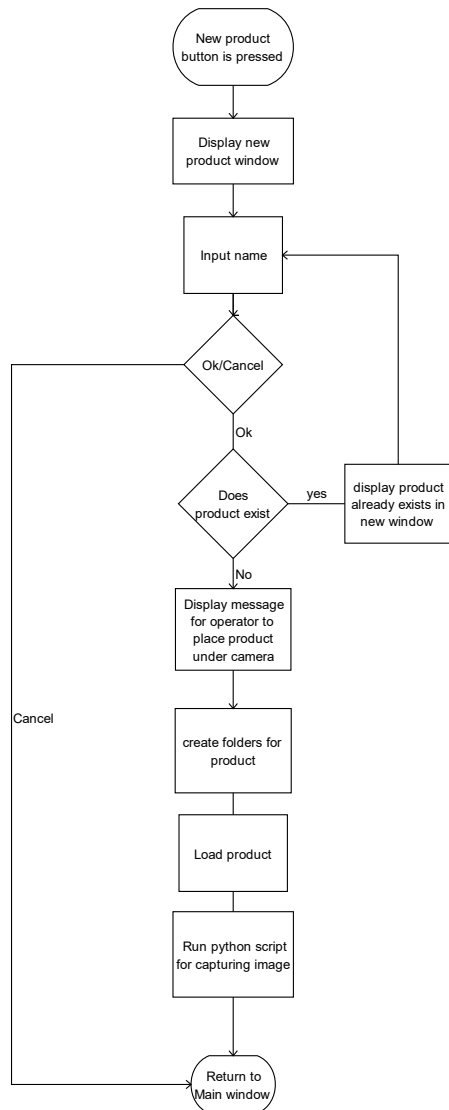 New product
button is pressed
Display new
product window
Input name
Ok/Cancel
Ok
Does
product exist
yes
display product
already exists in
new window
No
Display message
for operator to
place product
under camera
Cancel
create folders for
product
Load product
Run python script
for capturing image
Return to
Main window